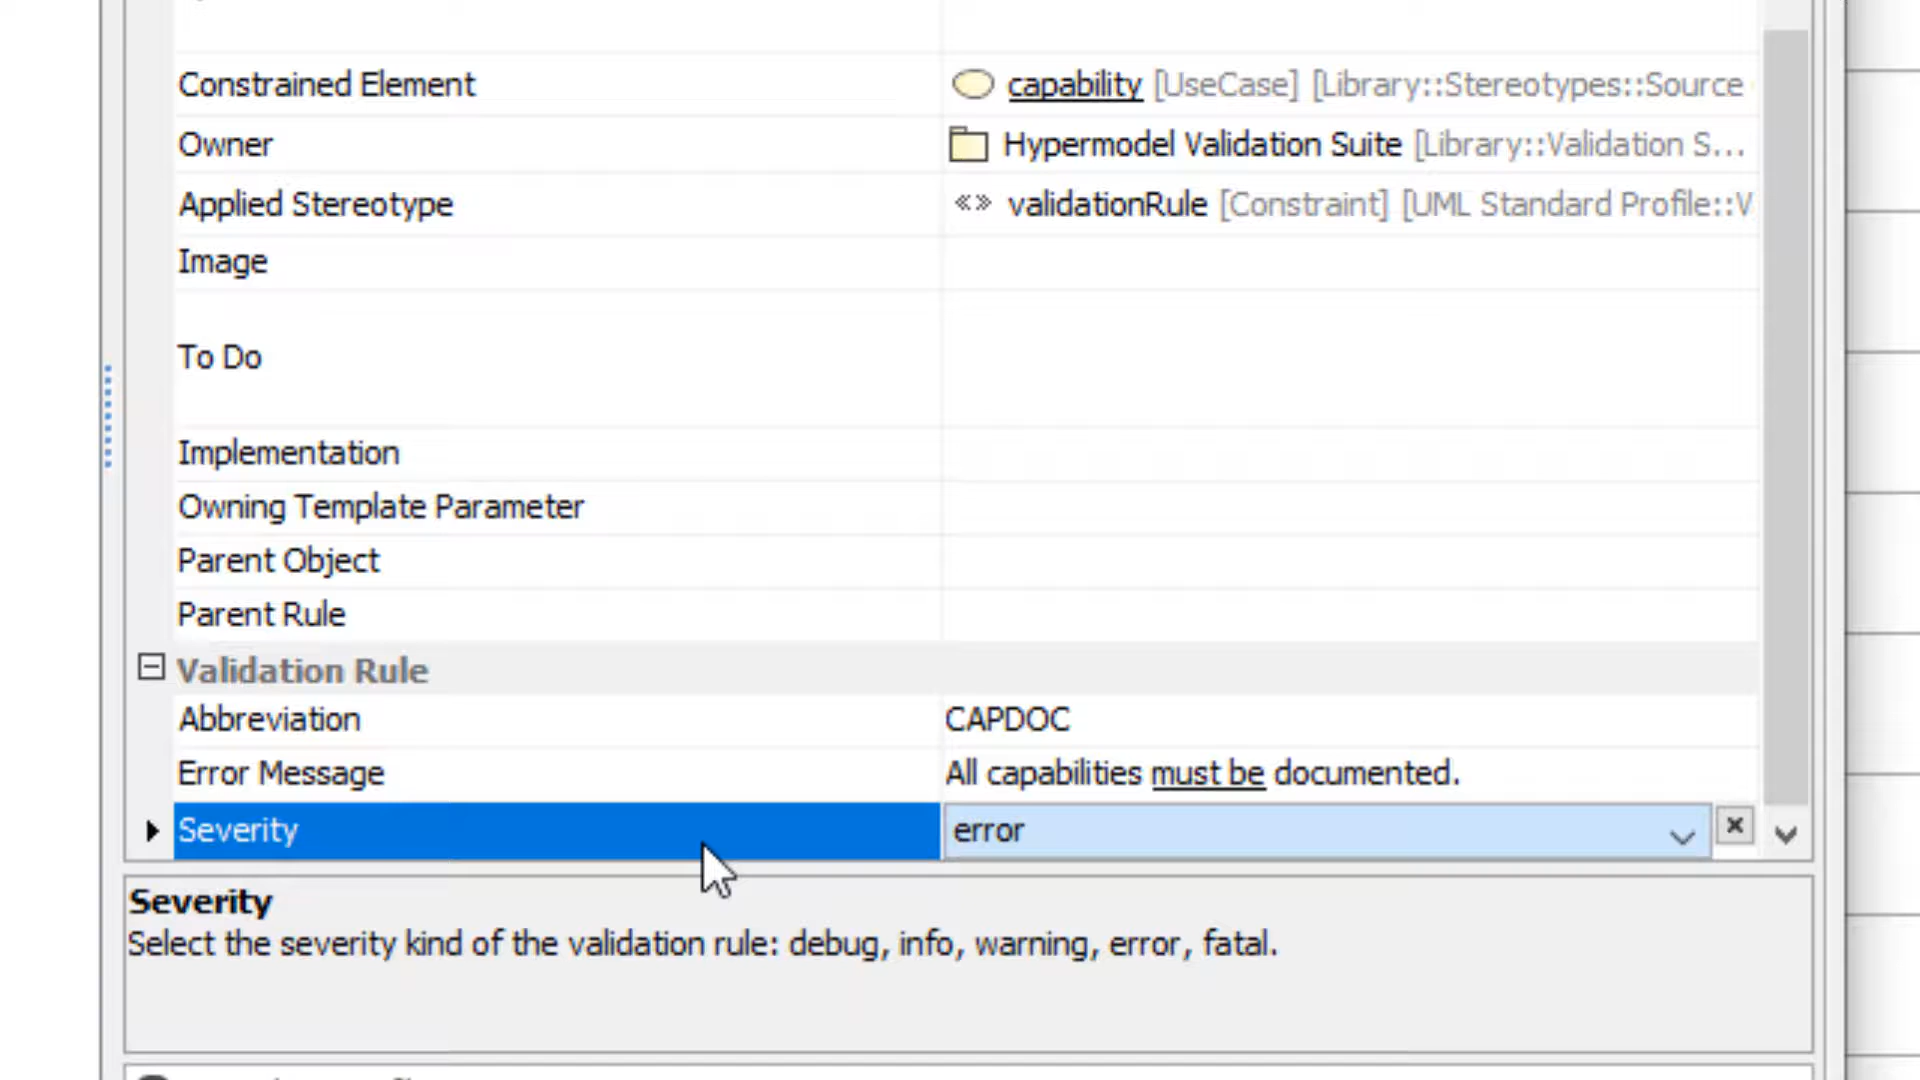 Constrained Element capability [UseCase] [Library::Stereotypes::Source
Owner Hypermodel Validation Suite [Library::Validation S...
Applied Stereotype «» validationRule [Constraint] [UML Standard Profile::V
Image
To Do
Implementation
Owning Template Parameter
Parent Object
Parent Rule
Validation Rule
Abbreviation CAPDOC
Error Message All capabilities must be documented.
Severity error
Severity
Select the severity kind of the validation rule: debug, info, warning, error, fatal.